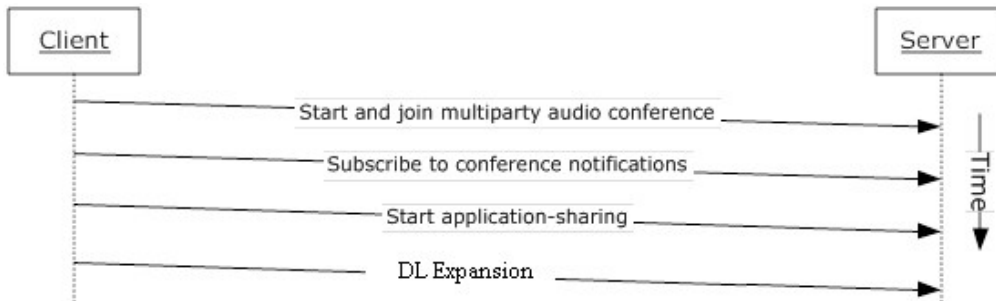 Client
Server
Start and join multiparty audio conference
Subscribe to conference notifications
Start application-sharing
DL Expansion
Time